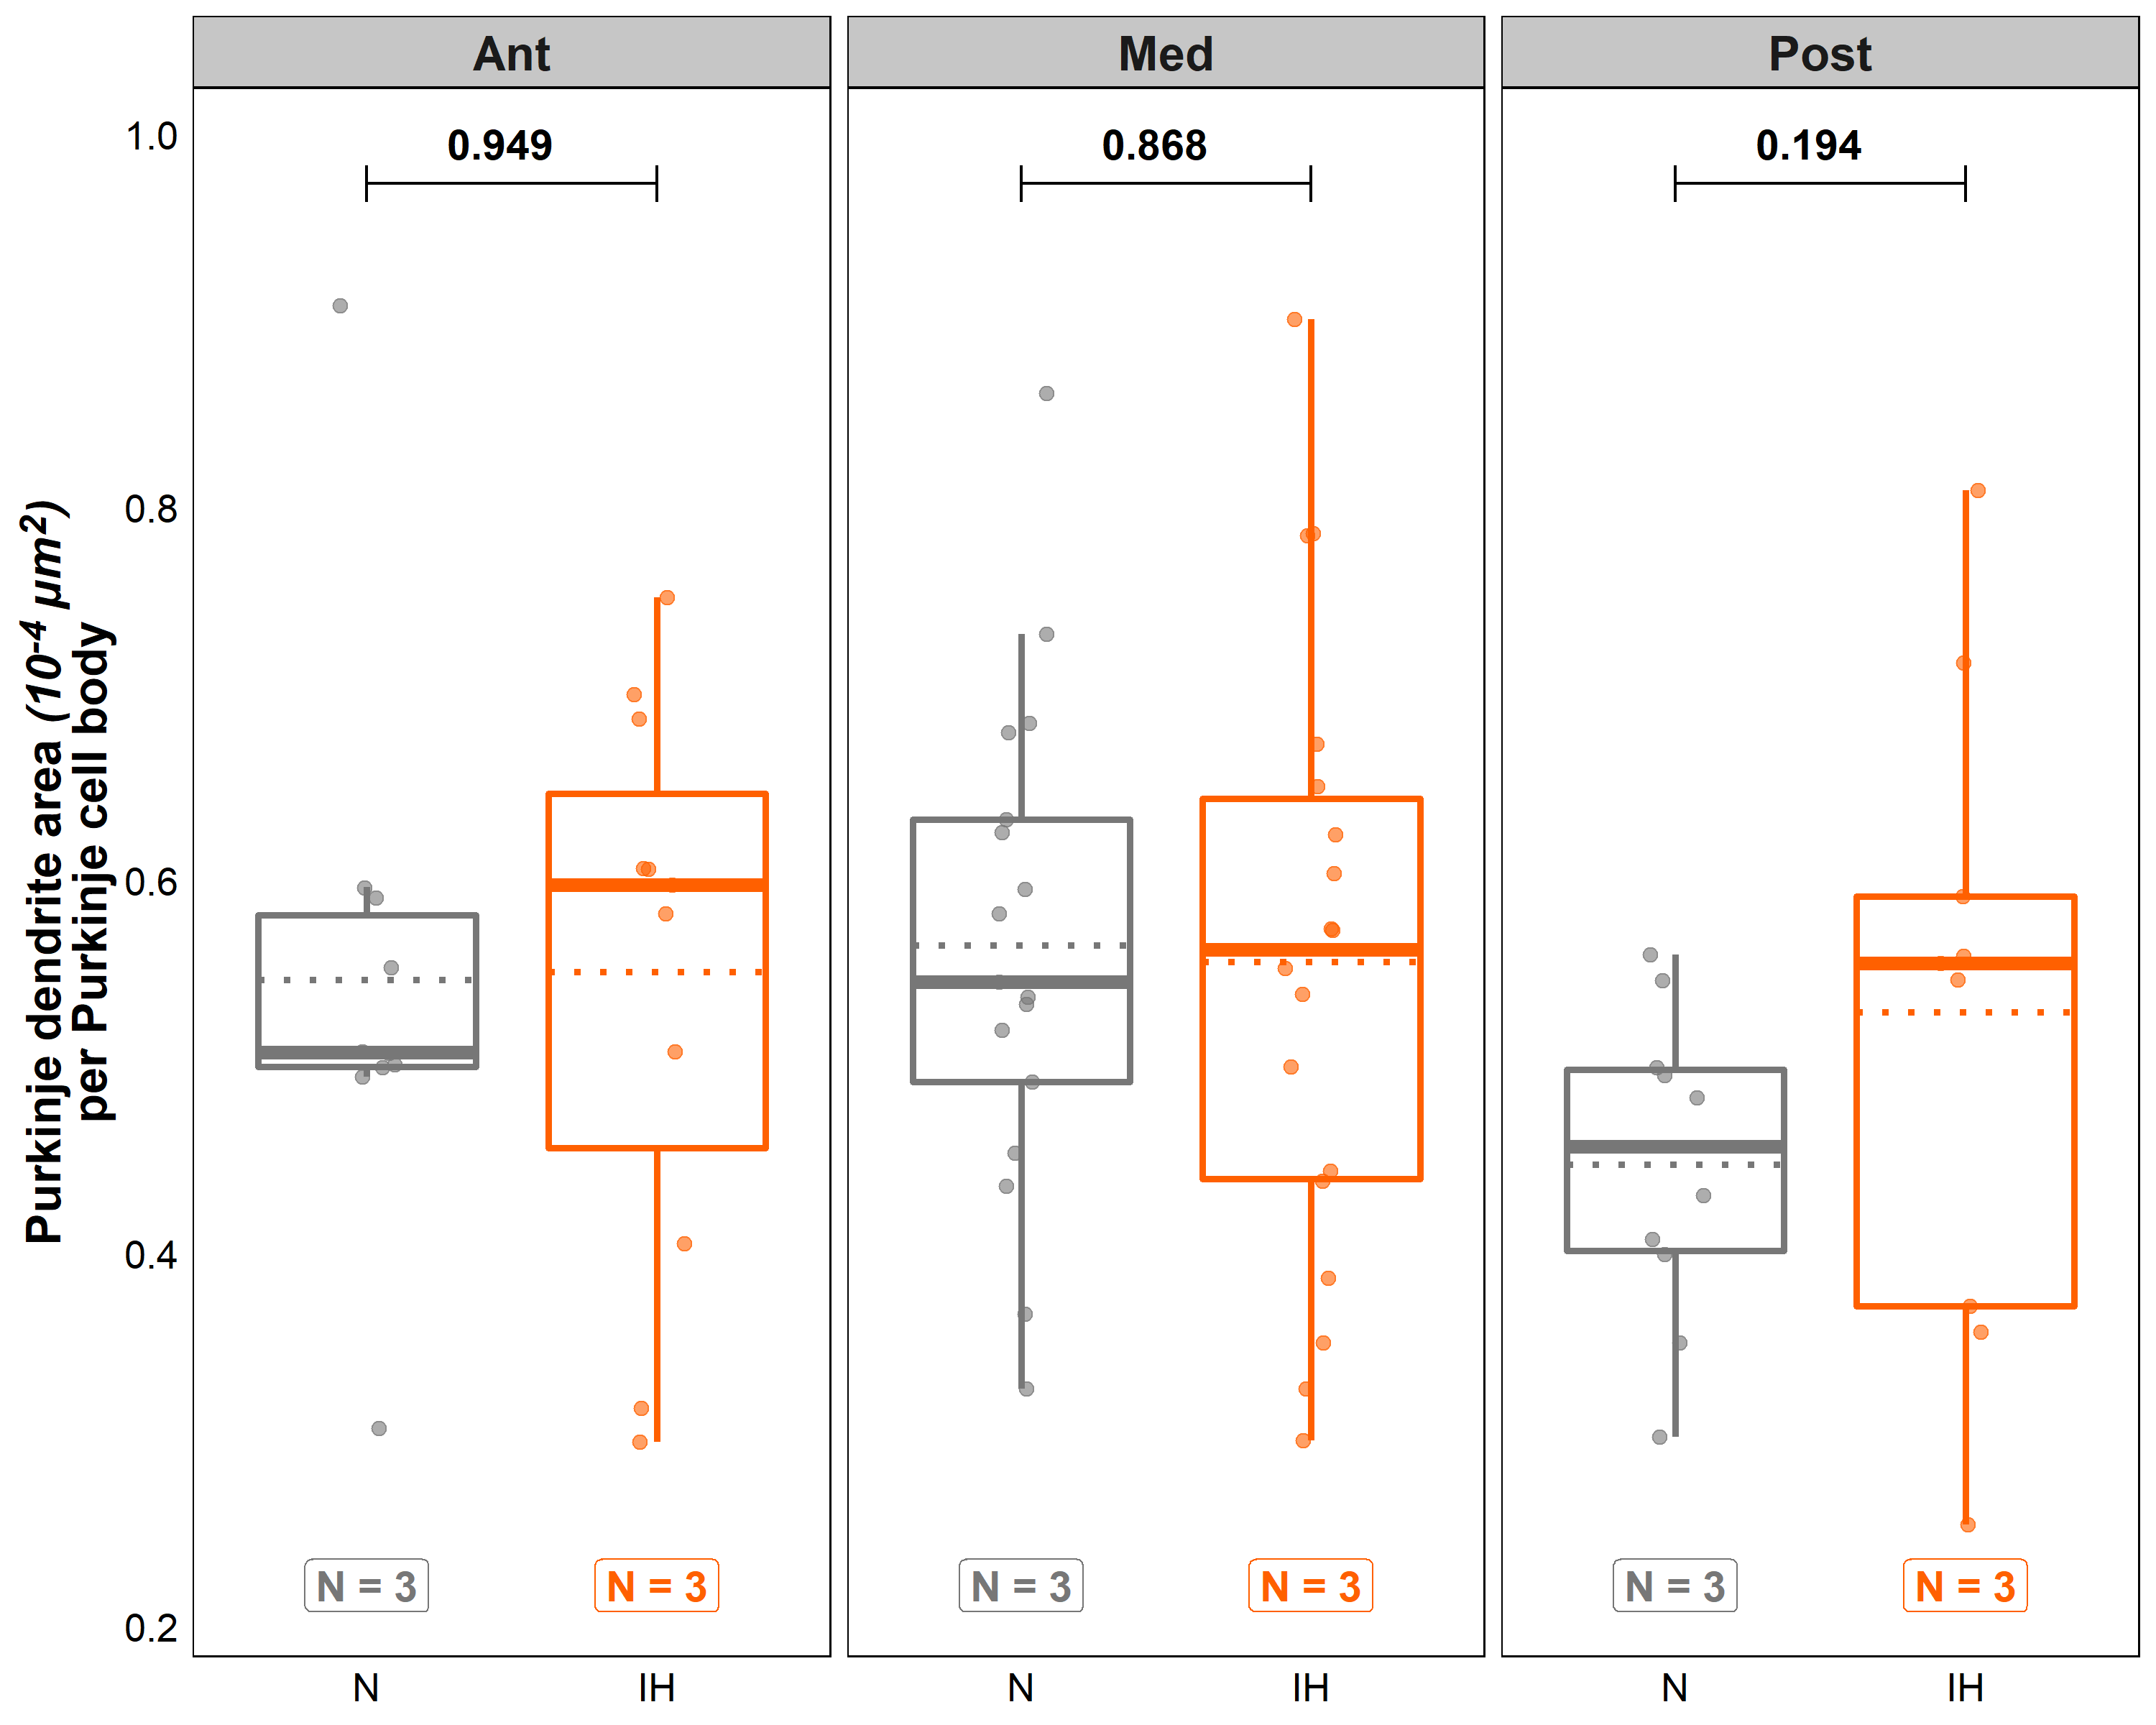 Ant
Med
Post
Purkinje dendrite area (10⁻⁴ µm²)
per Purkinje cell body
1.0
0.8
0.6
0.4
0.2
0.949
0.868
0.194
N = 3
N = 3
N = 3
N = 3
N = 3
N = 3
N
IH
N
IH
N
IH